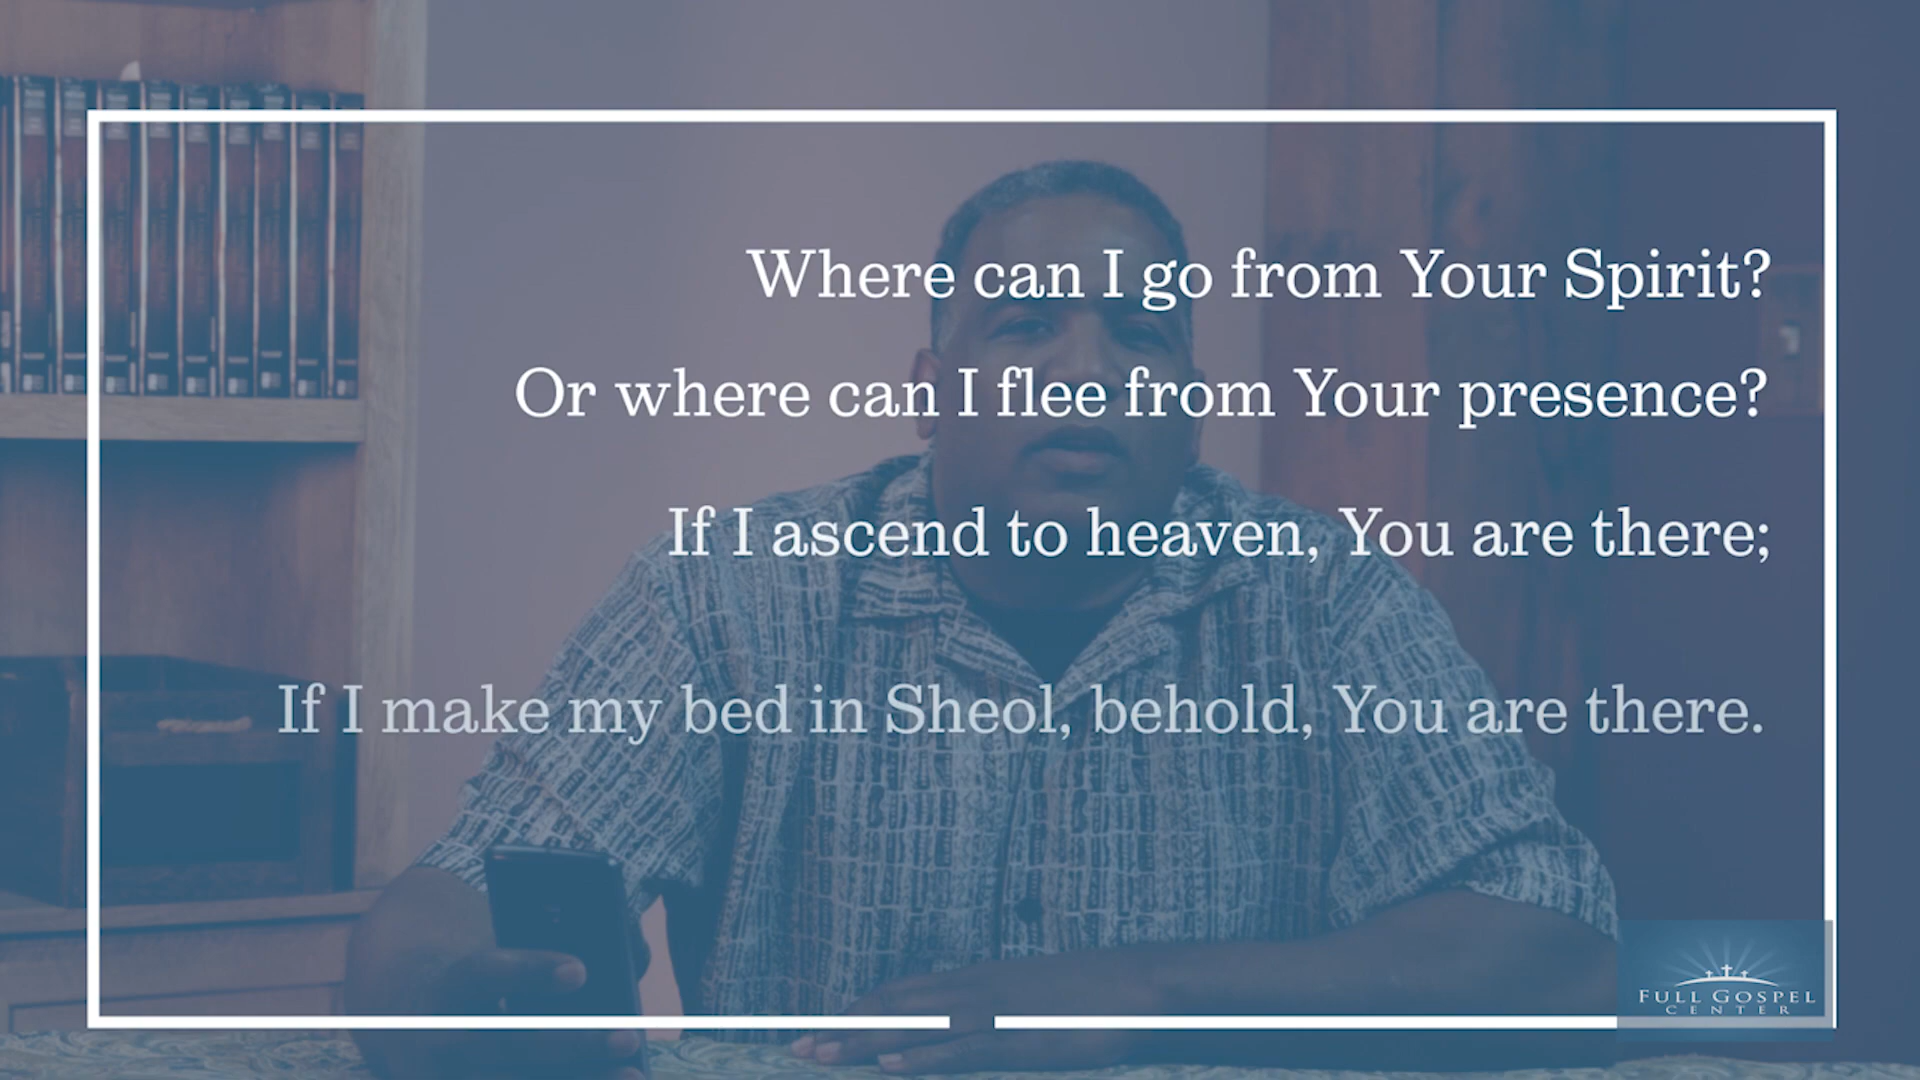 Where can I go from Your Spirit?
Or where can I flee from Your presence?
If I ascend to heaven, You are there;
If I make my bed in Sheol, behold, You are there.
FULL GOSPEL
CENTER